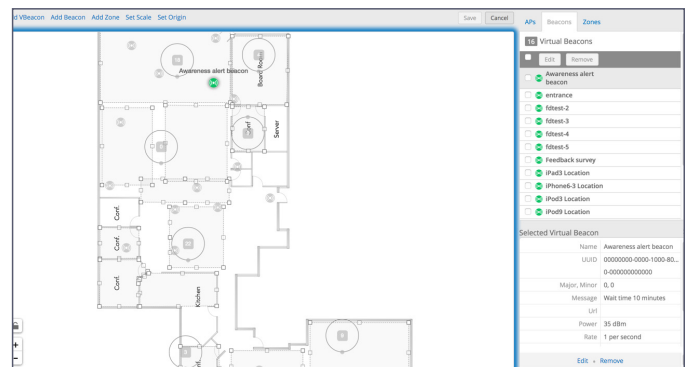 d VBeacon Add Beacon Add Zone Set Scale Set Origin
Save Cancel
APs Beacons Zones
16 Virtual Beacons
Edit Remove
Awareness alert
beacon
entrance
fdtest-2
fdtest-3
fdtest-4
fdtest-5
Feedback survey
iPad3 Location
iPhone6-3 Location
iPod3 Location
iPod9 Location
Selected Virtual Beacon
Name Awareness alert beacon
UUID 00000000-0000-1000-80...
0-000000000000
Major, Minor 0, 0
Message Wait time 10 minutes
Url
Power 35 dBm
Rate 1 per second
Edit Remove
Awareness alert beacon
Board Room
Server
Conf.
Conf.
Conf.
Kitchen
+
-